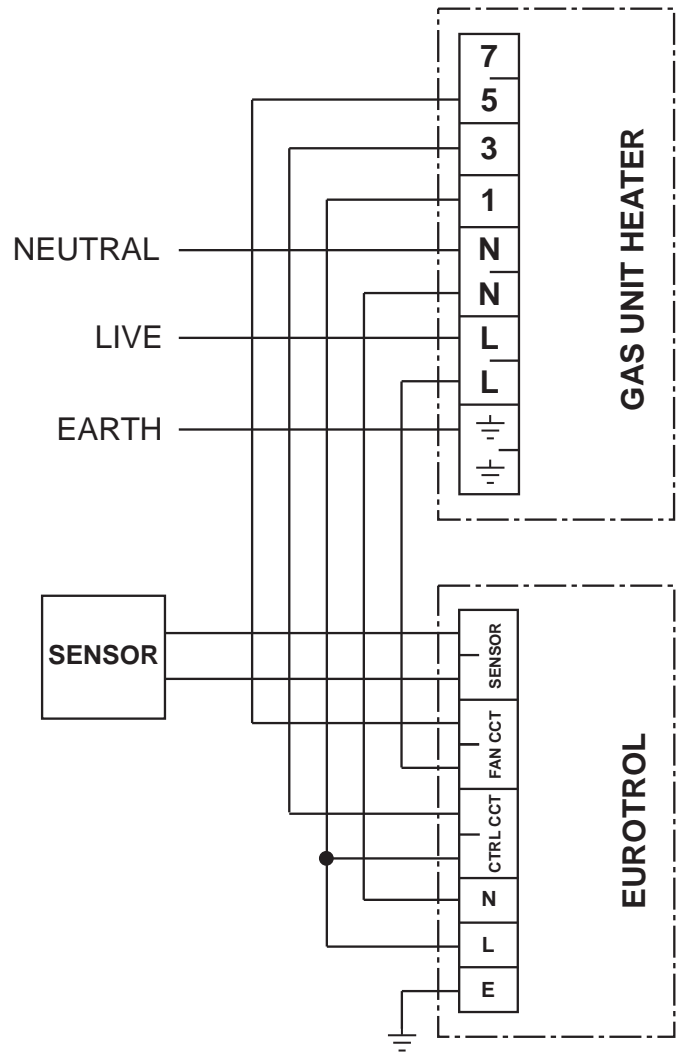 7
5
3
1
N
N
L
L
GAS UNIT HEATER
NEUTRAL
LIVE
EARTH
SENSOR
SENSOR
FAN CCT
CTRL CCT
N
L
E
EUROTROL